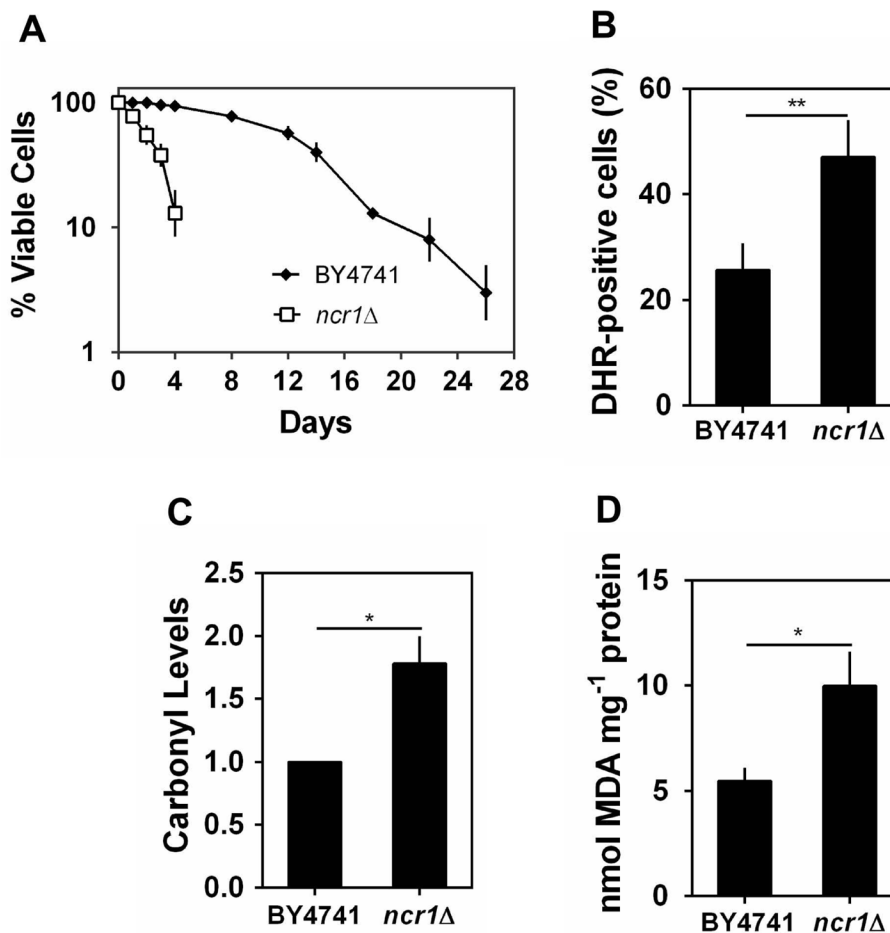 A
% Viable Cells
100
10
1
BY4741
ncr1Δ
0 4 8 12 16 20 24 28
Days
B
DHR-positive cells (%)
60
40
20
0
**
BY4741 ncr1Δ
C
Carbonyl Levels
2.5
2.0
1.5
1.0
0.5
0.0
*
BY4741 ncr1Δ
D
nmol MDA mg⁻¹ protein
15
10
5
0
*
BY4741 ncr1Δ